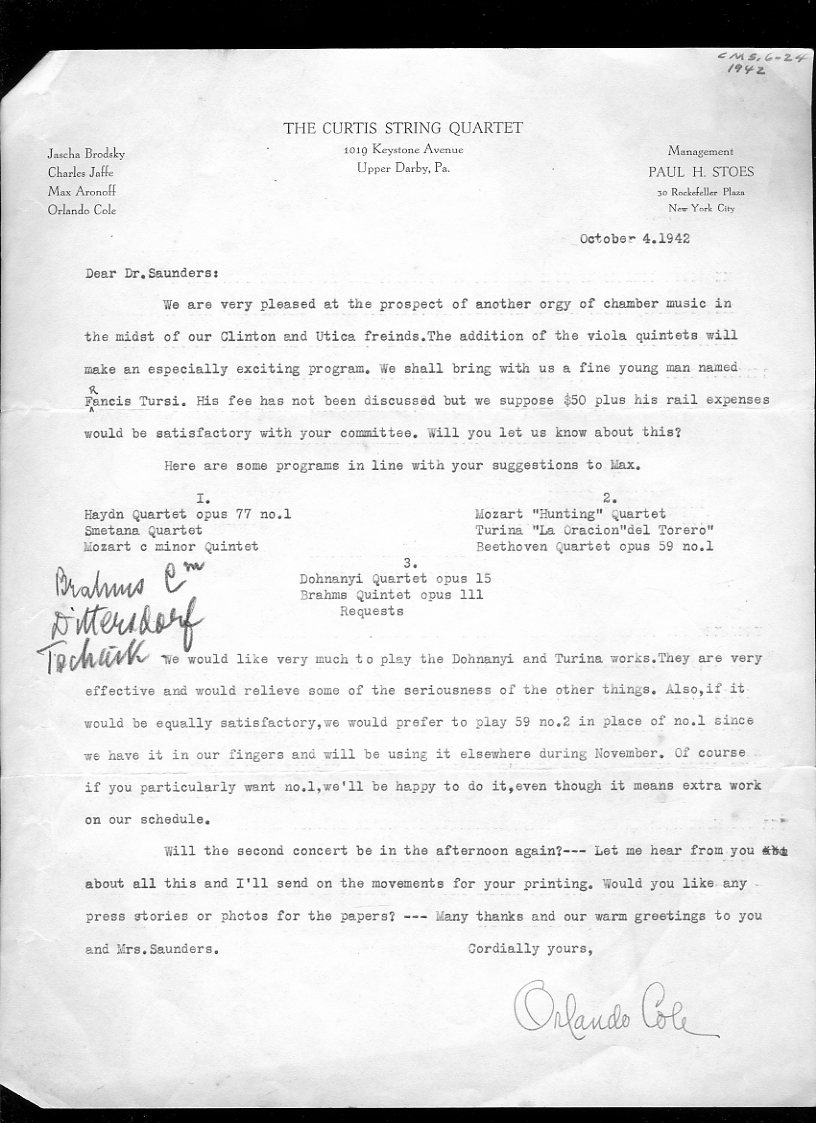 CMS.6-24
1942
THE CURTIS STRING QUARTET
1019 Keystone Avenue
Upper Darby, Pa.
Jascha Brodsky
Charles Jaffe
Max Aronoff
Orlando Cole
Management
PAUL H. STOES
30 Rockefeller Plaza
New York City
October 4.1942
Dear Dr.Saunders:
We are very pleased at the prospect of another orgy of chamber music in
the midst of our Clinton and Utica freinds.The addition of the viola quintets will
make an especially exciting program. We shall bring with us a fine young man named
R
Fancis Tursi. His fee has not been discussed but we suppose $50 plus his rail expenses
would be satisfactory with your committee. Will you let us know about this?
Here are some programs in line with your suggestions to Max.
I.
Haydn Quartet opus 77 no.1
Smetana Quartet
Mozart c minor Quintet
2.
Mozart "Hunting" Quartet
Turina "La Oracion"del Torero"
Beethoven Quartet opus 59 no.1
3.
Dohnanyi Quartet opus 15
Brahms Quintet opus 111
Requests
Brahms Cm
Dittersdorf
Tschaik
We would like very much to play the Dohnanyi and Turina works.They are very
effective and would relieve some of the seriousness of the other things. Also,if it
would be equally satisfactory,we would prefer to play 59 no.2 in place of no.1 since
we have it in our fingers and will be using it elsewhere during November. Of course
if you particularly want no.1,we'll be happy to do it,even though it means extra work
on our schedule.
Will the second concert be in the afternoon again?--- Let me hear from you
about all this and I'll send on the movements for your printing. Would you like any
press stories or photos for the papers? --- Many thanks and our warm greetings to you
and Mrs.Saunders.
Cordially yours,
Orlando Cole